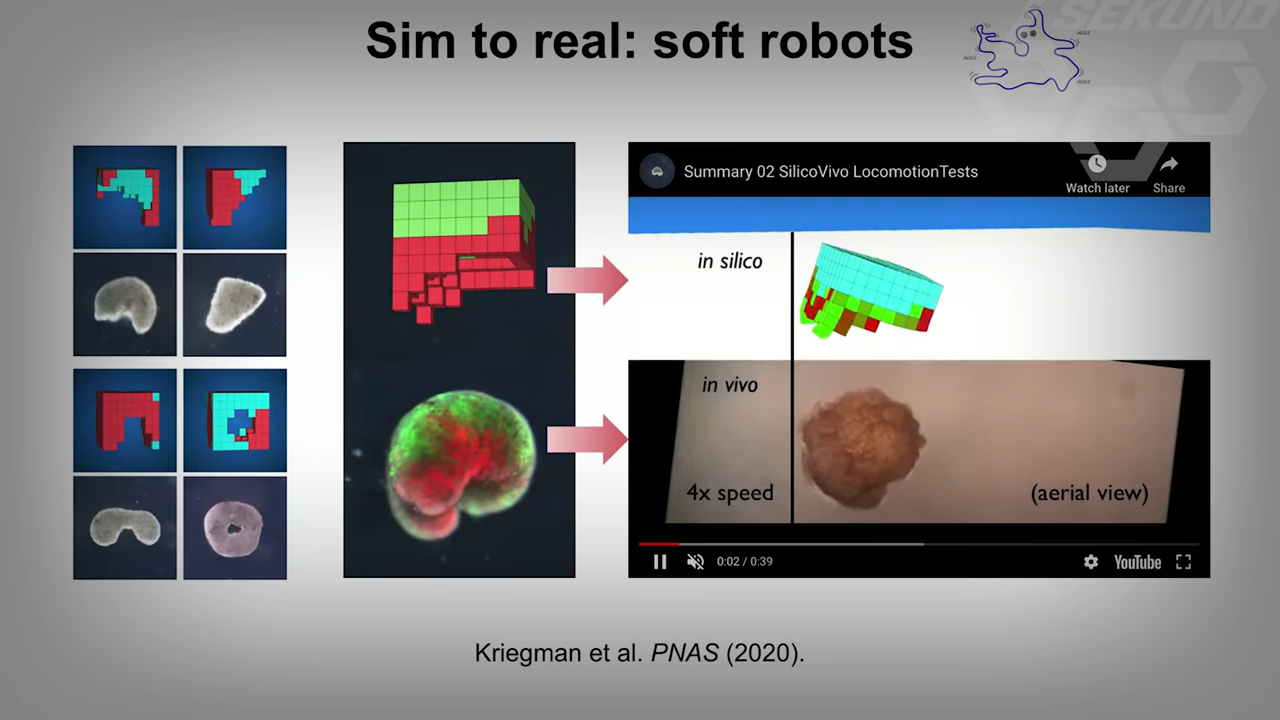 Sim to real: soft robots
SEKUND
Summary 02 SilicoVivo LocomotionTests
Watch later
Share
in silico
in vivo
4x speed
(aerial view)
0:02 / 0:39
YouTube
Kriegman et al. PNAS (2020).